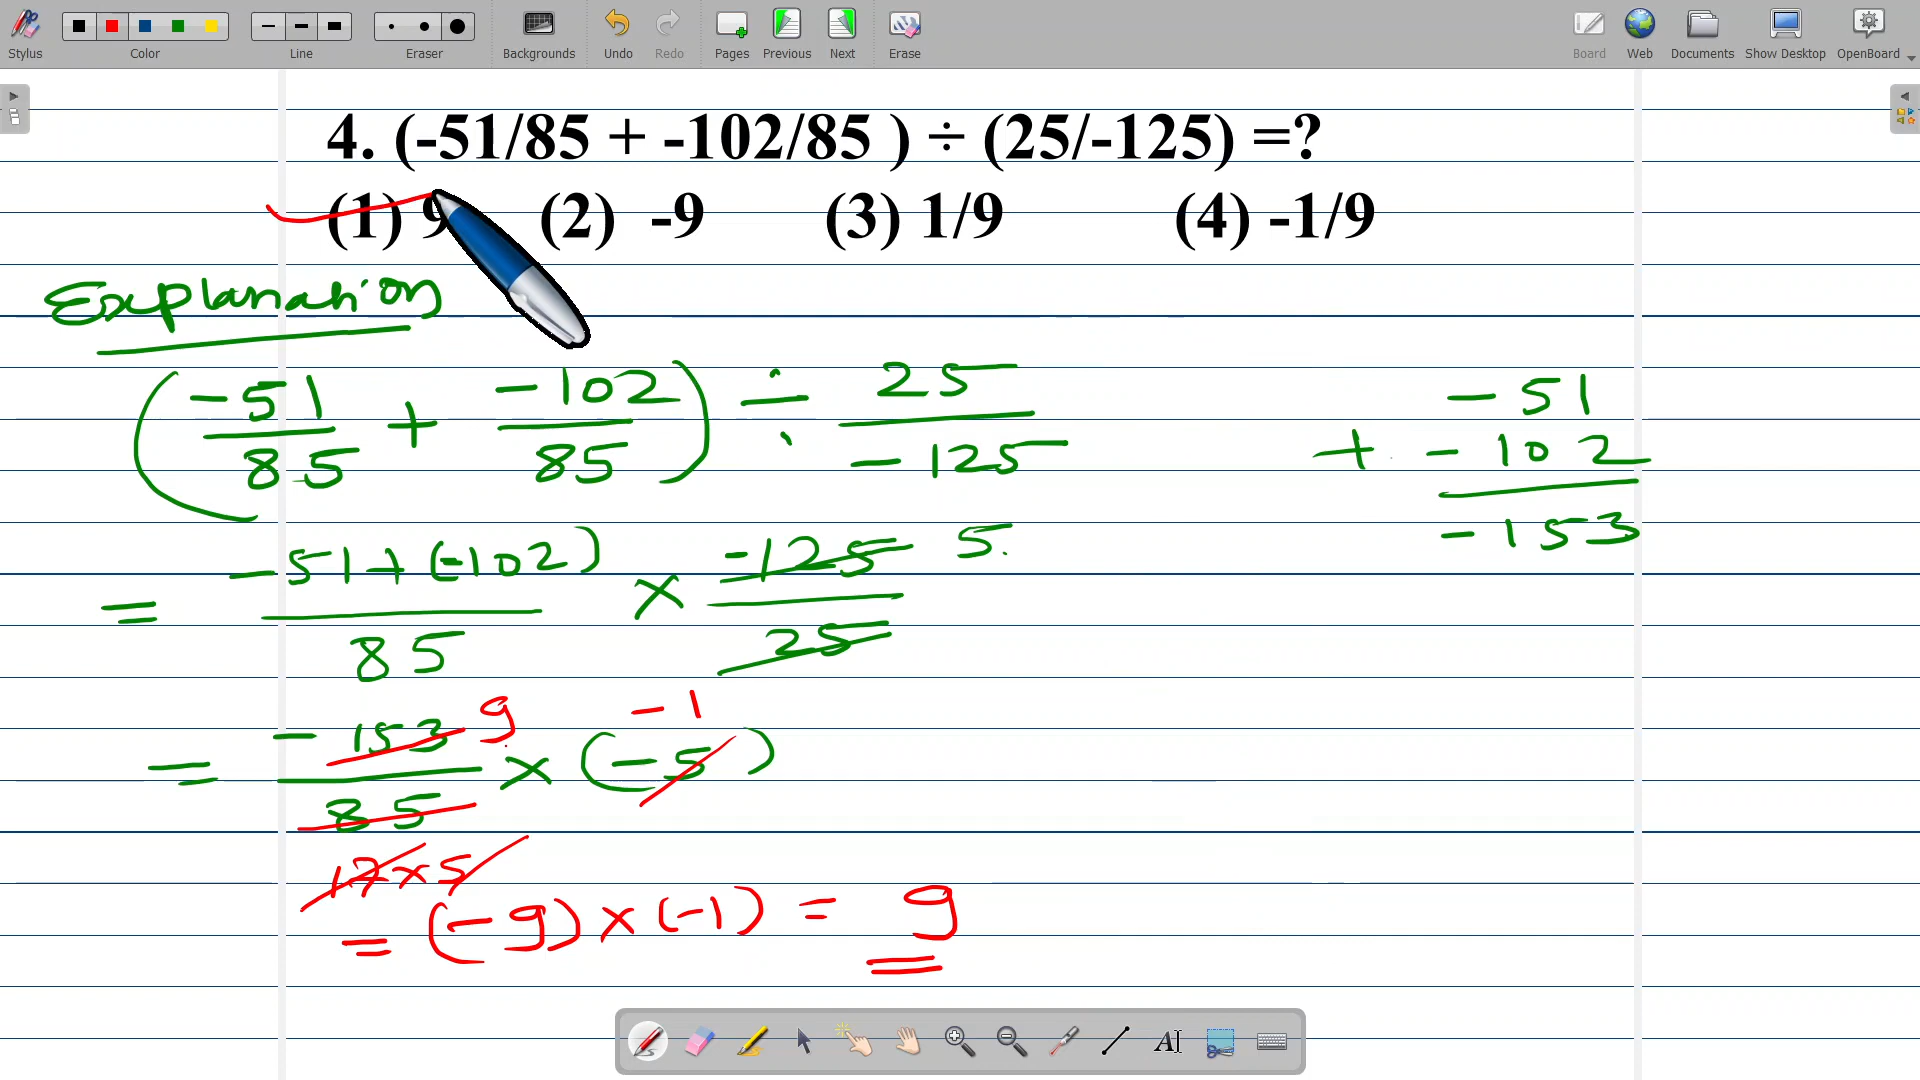 Stylus Color Line Eraser Backgrounds Undo Redo Pages Previous Next Erase Board Web Documents Show Desktop OpenBoard
4. (-51/85 + -102/85 ) ÷ (25/-125) =?
(1) 9 (2) -9 (3) 1/9 (4) -1/9
Explanation
(-51/85 + -102/85) ÷ 25/-125
-51
+ -102
-153
= -51+(-102)/85 × -125/25 5
= -153/85 9 × (-5) -1
17×5
= (-9) × (-1) = 9